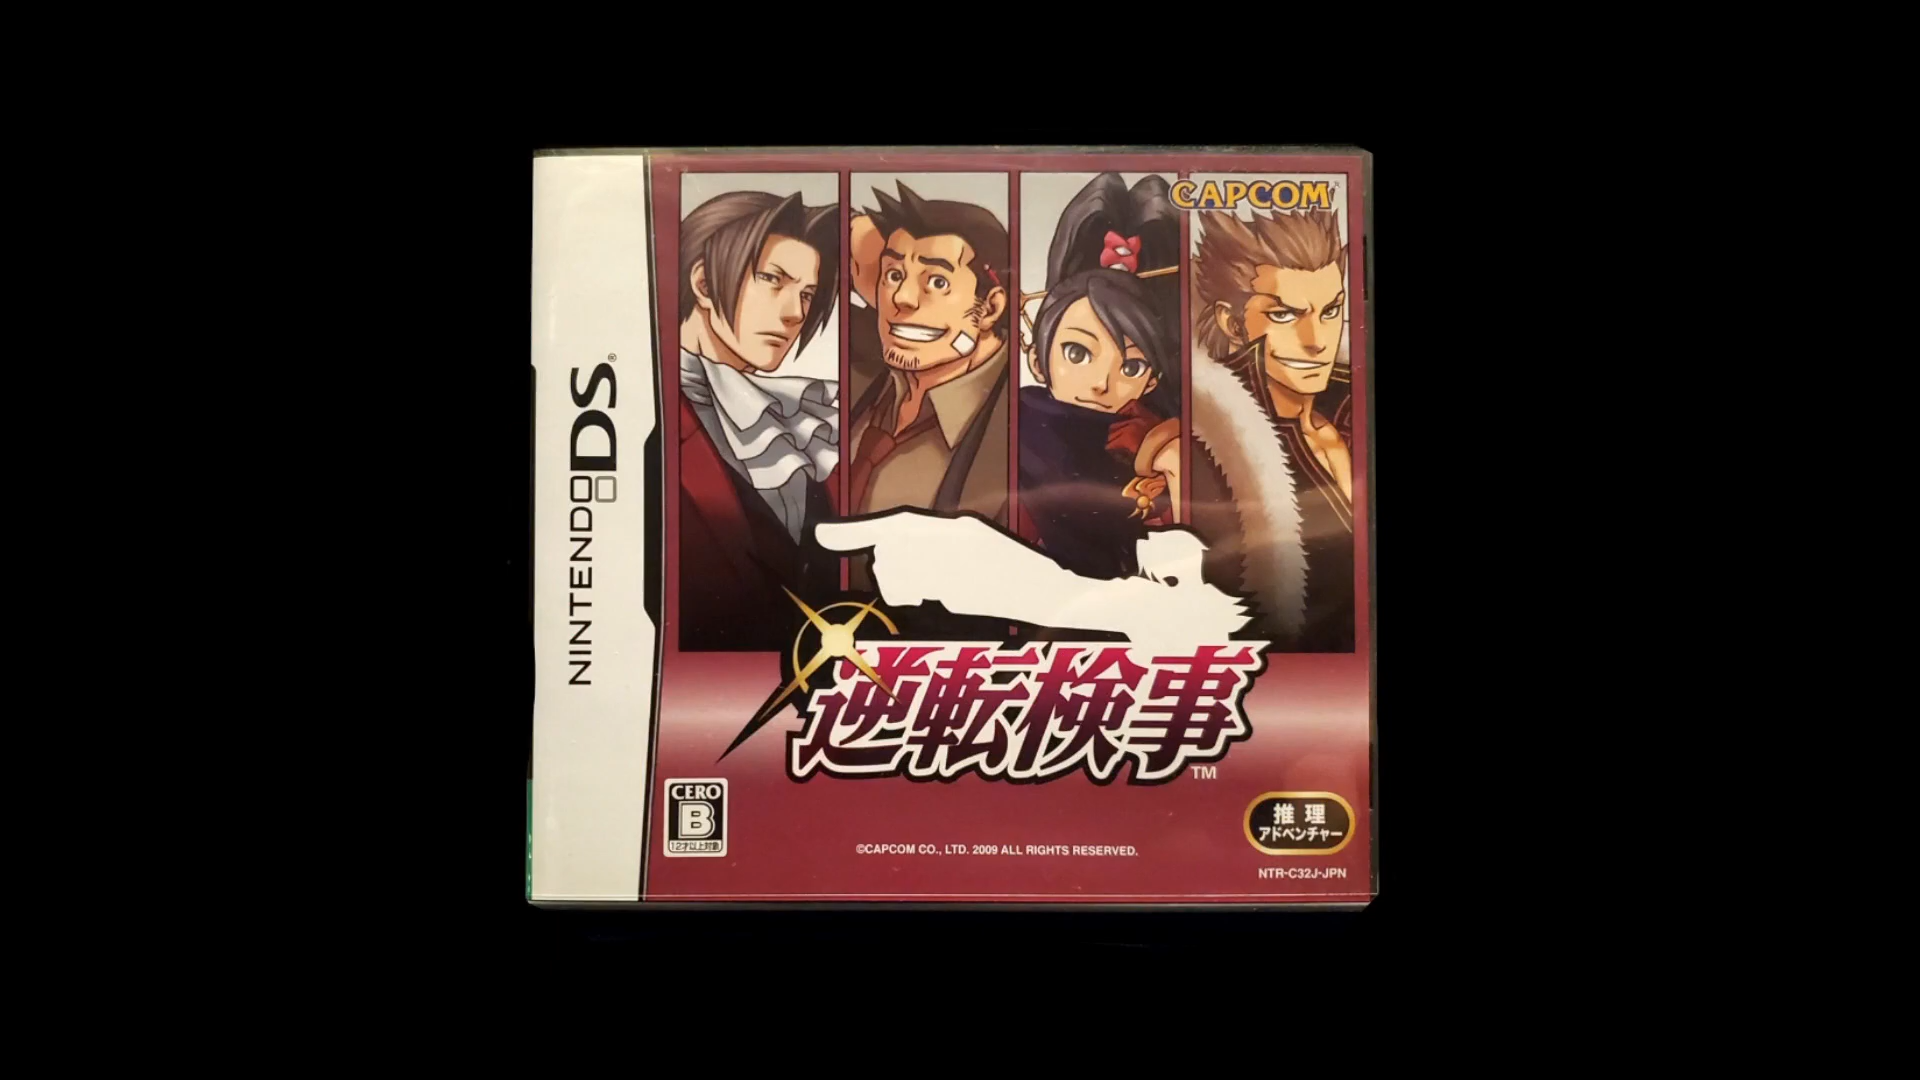 NINTENDO DS®
CAPCOM
逆転検事
TM
CERO
B
12才以上対象
©CAPCOM CO., LTD. 2009 ALL RIGHTS RESERVED.
推理
アドベンチャー
NTR-C32J-JPN